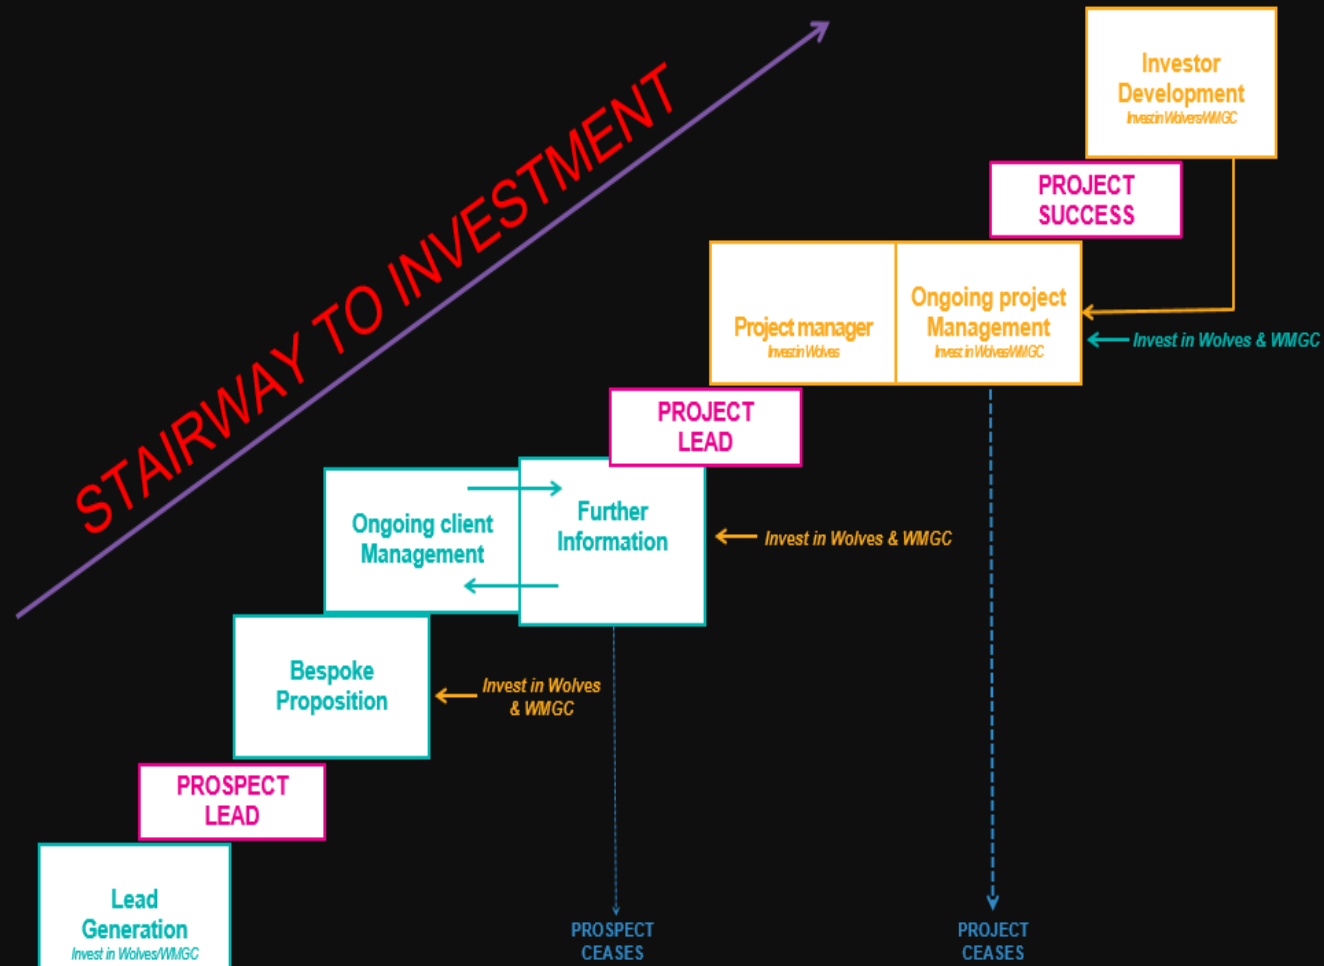 STAIRWAY TO INVESTMENT
Investor
Development
Invest in Wolvers/WMGC
PROJECT
SUCCESS
Project manager
Invest in Wolves
Ongoing project
Management
Invest in Wolves/WMGC
Invest in Wolves & WMGC
PROJECT
LEAD
Ongoing client
Management
Further
Information
Invest in Wolves & WMGC
Bespoke
Proposition
Invest in Wolves
& WMGC
PROSPECT
LEAD
Lead
Generation
Invest in Wolves/WMGC
PROSPECT
CEASES
PROJECT
CEASES